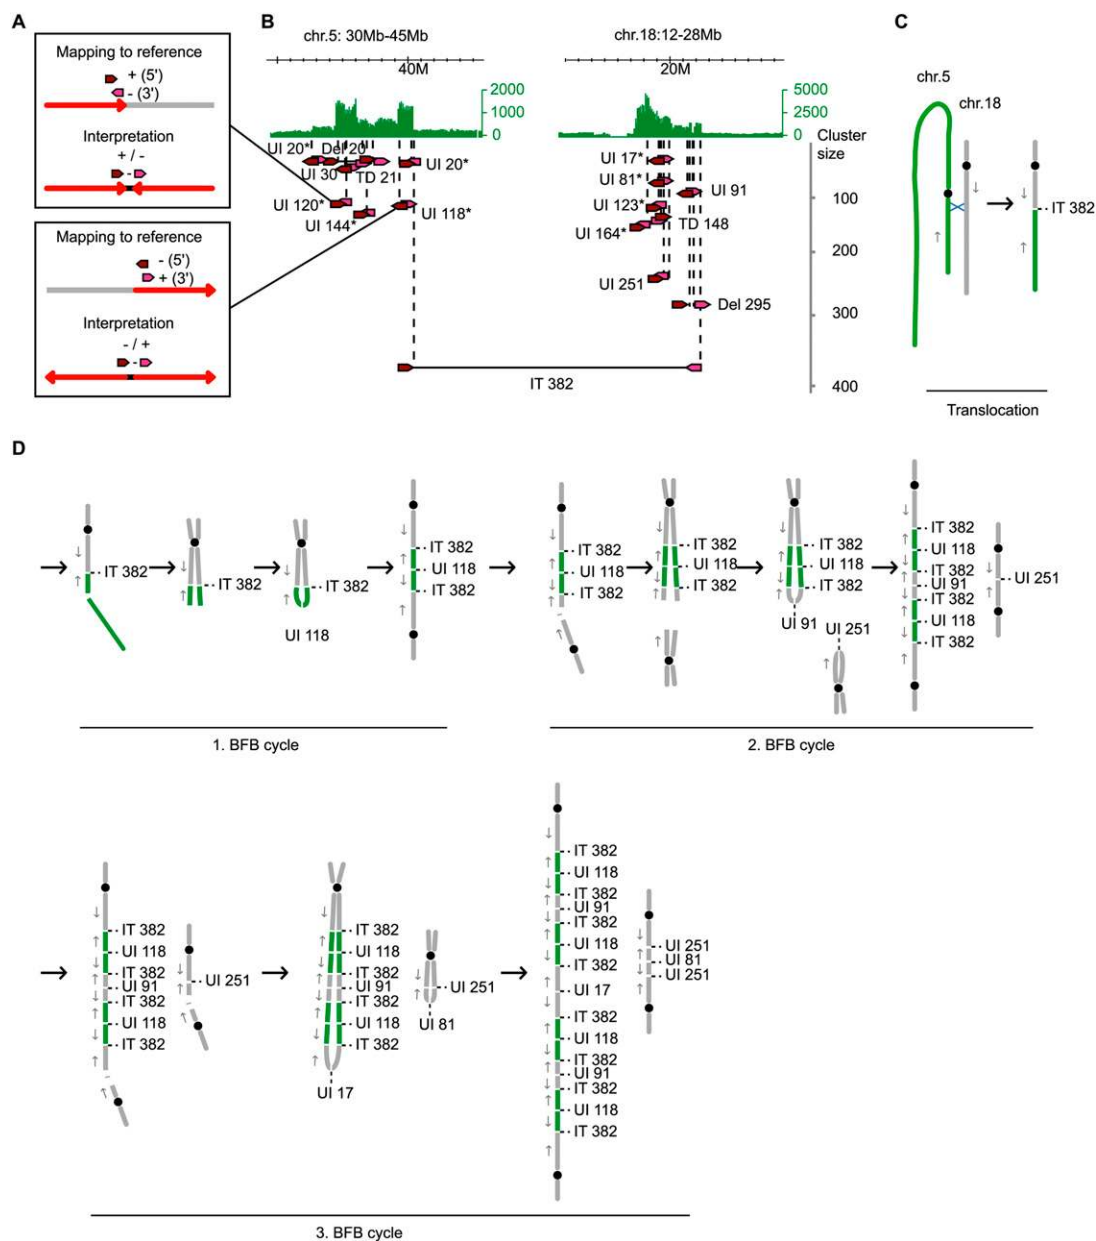 A
Mapping to reference
+ (5')
- (3')
Interpretation
+ / -
-
Mapping to reference
- (5')
+ (3')
Interpretation
- / +
-
B
chr.5: 30Mb-45Mb
chr.18:12-28Mb
40M
20M
2000
1000
0
5000
2500
0
Cluster
size
100
200
300
400
UI 20*
Del 20
UI 30
TD 21
UI 20*
UI 120*
UI 144*
UI 118*
UI 17*
UI 81*
UI 91
UI 123*
TD 148
UI 164*
UI 251
Del 295
IT 382
C
chr.5
chr.18
IT 382
Translocation
D
IT 382
IT 382
IT 382
UI 118
IT 382
UI 118
IT 382
1. BFB cycle
IT 382
UI 118
IT 382
IT 382
UI 118
IT 382
IT 382
UI 118
IT 382
UI 91
UI 251
IT 382
UI 118
IT 382
UI 91
IT 382
UI 118
IT 382
UI 251
2. BFB cycle
IT 382
UI 118
IT 382
UI 91
IT 382
UI 118
IT 382
UI 251
IT 382
UI 118
IT 382
UI 91
IT 382
UI 118
IT 382
UI 17
UI 251
UI 81
IT 382
UI 118
IT 382
UI 91
IT 382
UI 118
IT 382
UI 17
IT 382
UI 118
IT 382
UI 91
IT 382
UI 118
IT 382
UI 251
UI 81
UI 251
3. BFB cycle